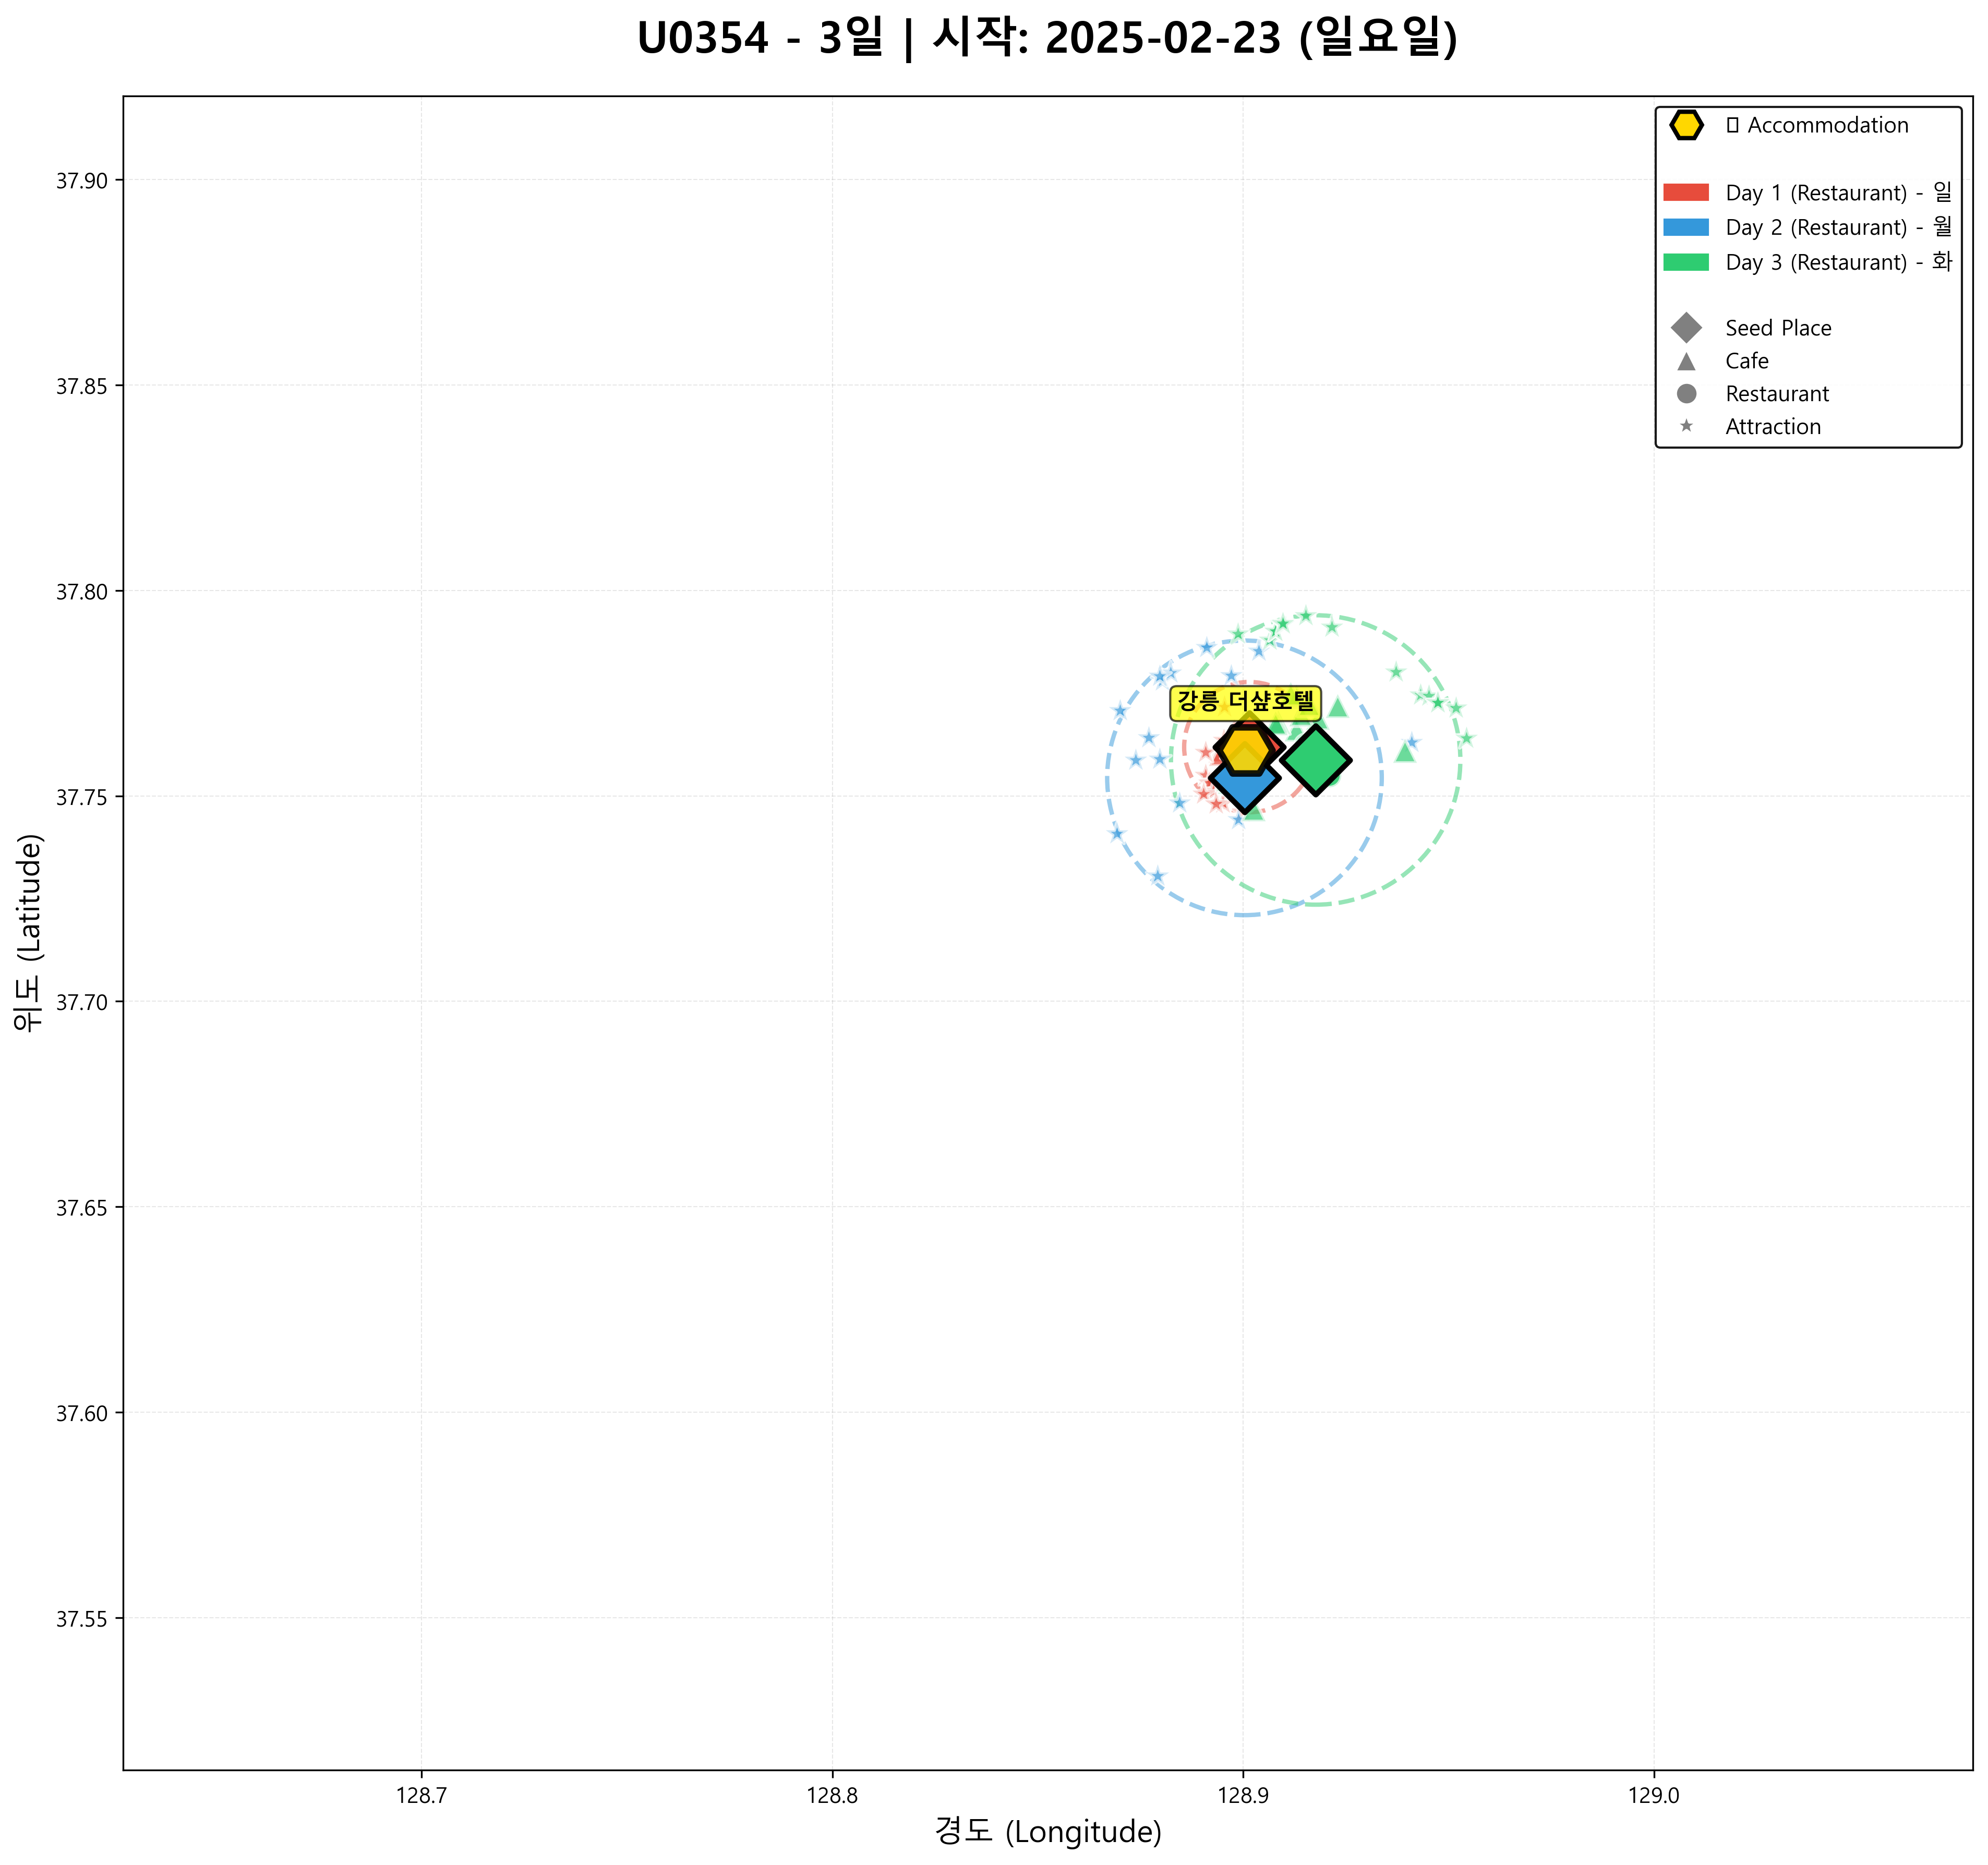 U0354 - 3일 | 시작: 2025-02-23 (일요일)
Accommodation
Day 1 (Restaurant) - 일
Day 2 (Restaurant) - 월
Day 3 (Restaurant) - 화
Seed Place
Cafe
Restaurant
Attraction
37.90
37.85
37.80
37.75
37.70
37.65
37.60
37.55
강릉 더샾호텔
위도 (Latitude)
128.7
128.8
128.9
129.0
경도 (Longitude)